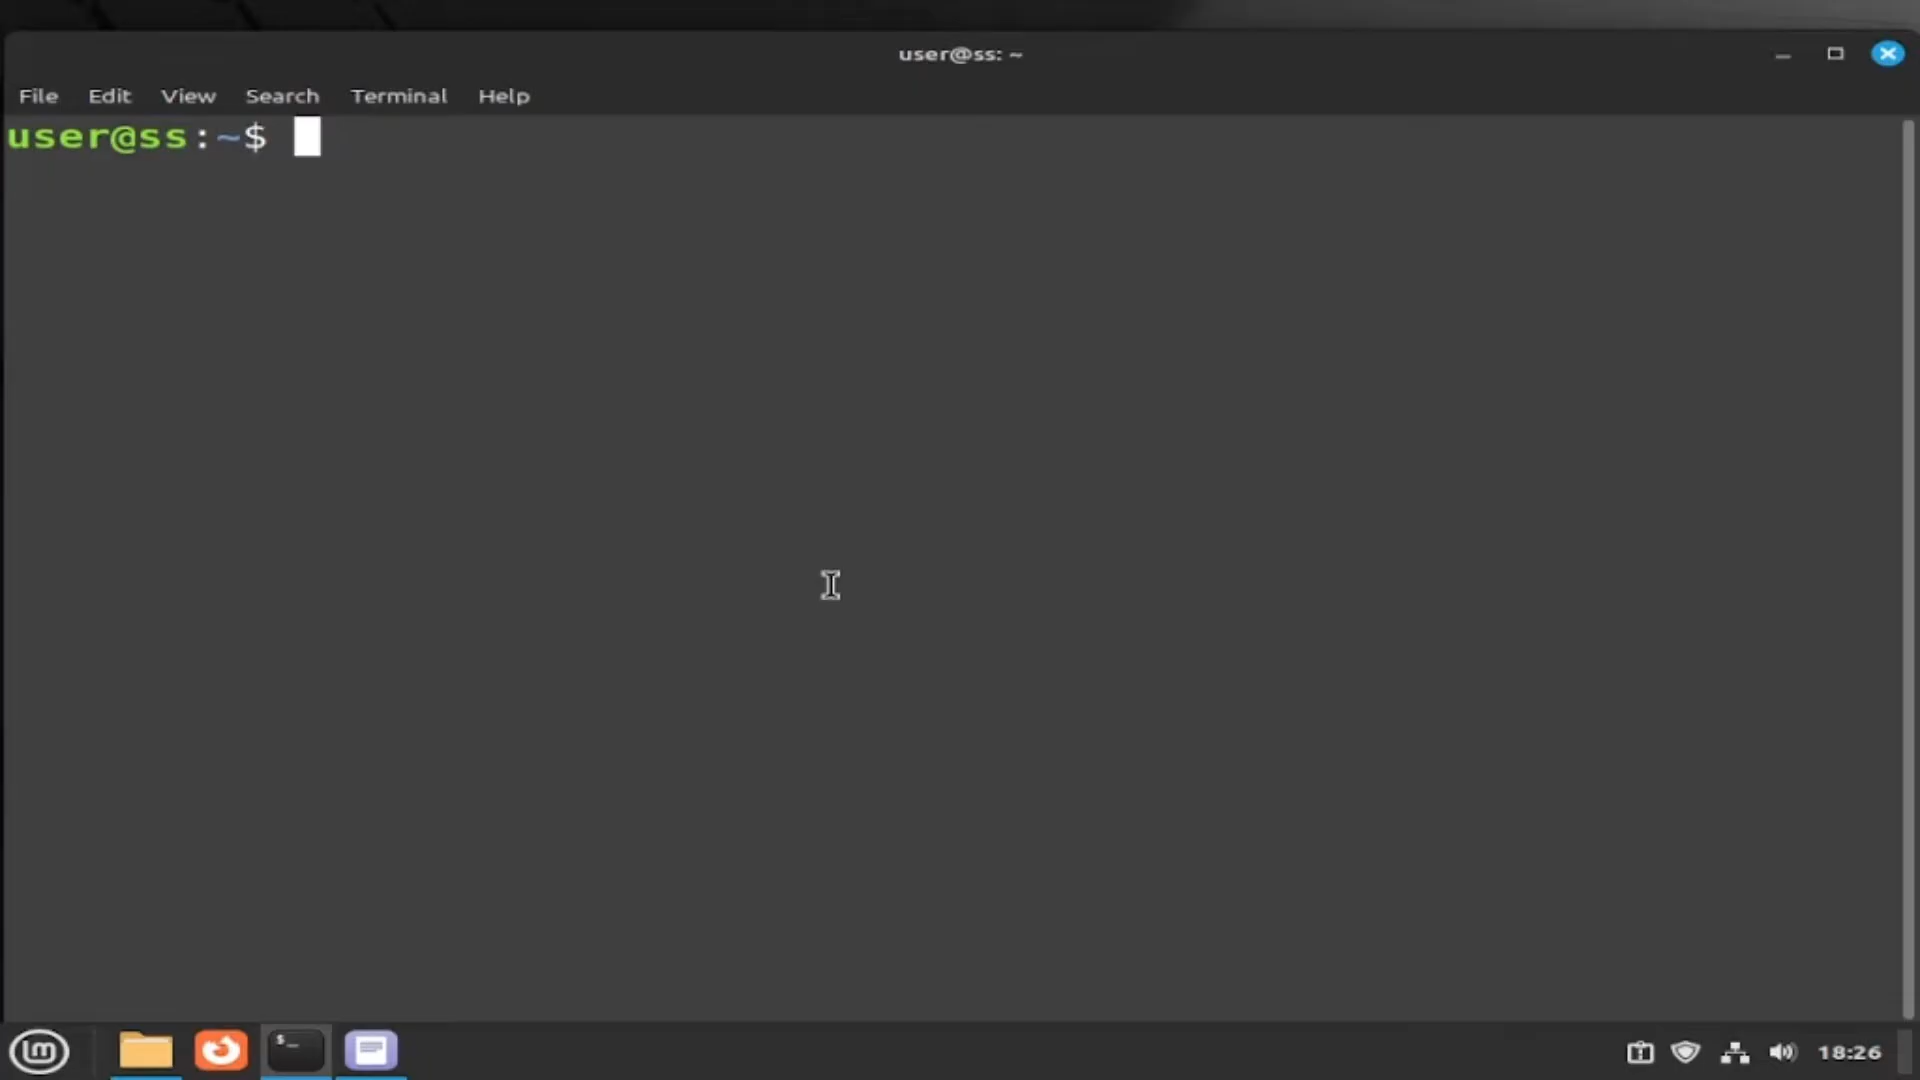 user@ss: ~
File Edit View Search Terminal Help
user@ss:~$
$_
18:26